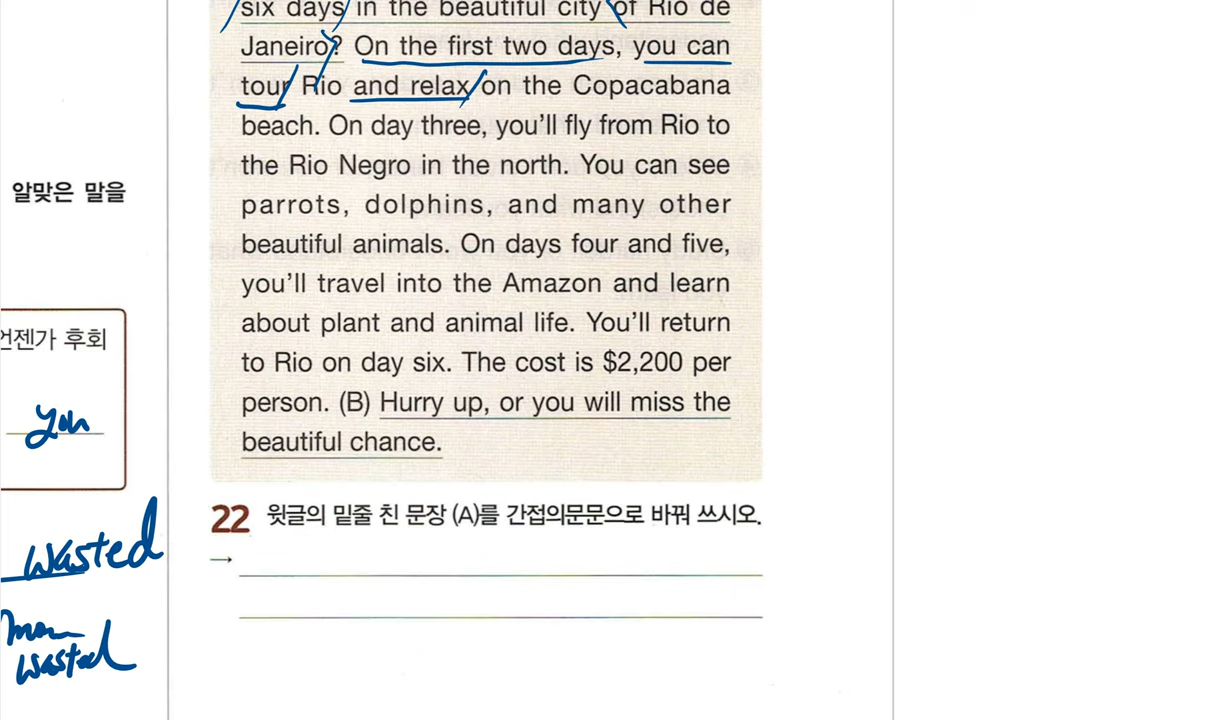 six days in the beautiful city of Rio de
Janeiro? On the first two days, you can
tour Rio and relax on the Copacabana
beach. On day three, you'll fly from Rio to
the Rio Negro in the north. You can see
parrots, dolphins, and many other
beautiful animals. On days four and five,
you'll travel into the Amazon and learn
about plant and animal life. You'll return
to Rio on day six. The cost is $2,200 per
person. (B) Hurry up, or you will miss the
beautiful chance.
22 윗글의 밑줄 친 문장 (A)를 간접의문문으로 바꿔 쓰시오.
→
알맞은 말을
언젠가 후회
you
wasted
wasted